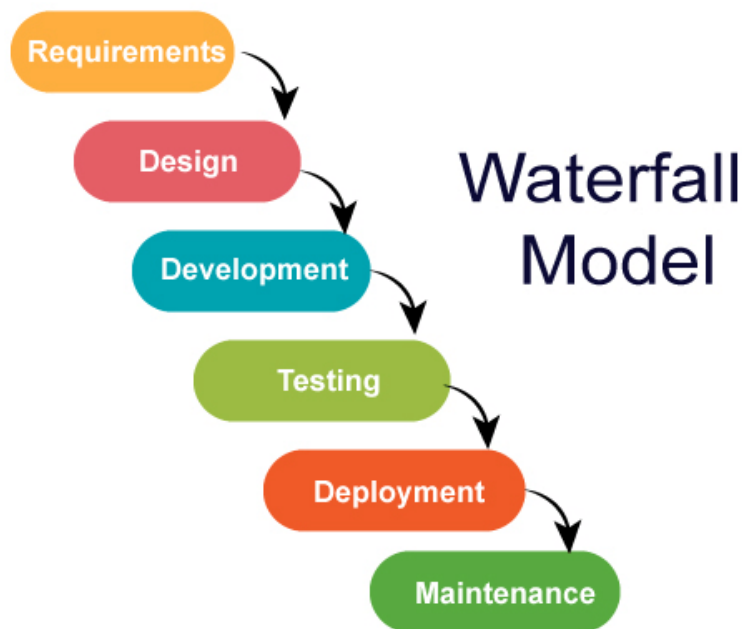 Requirements
Design
Waterfall
Model
Development
Testing
Deployment
Maintenance